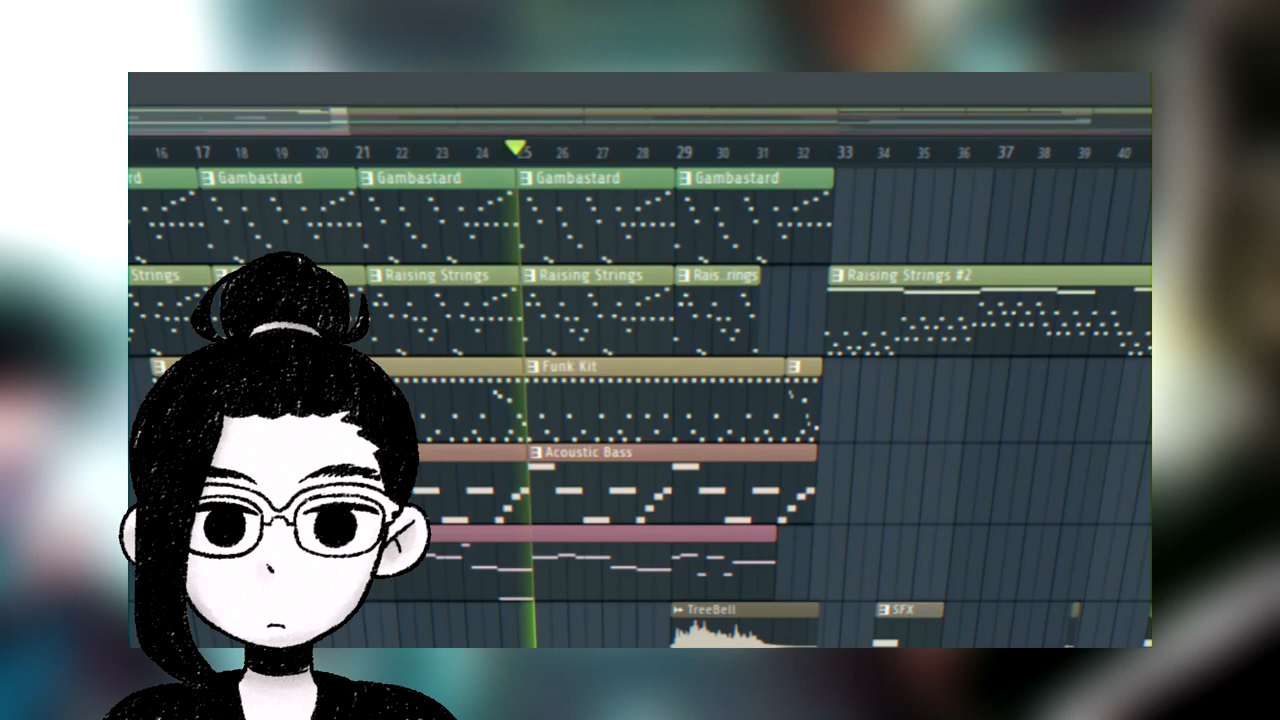 16 17 18 19 20 21 22 23 24 25 26 27 28 29 30 31 32 33 34 35 36 37 38 39 40
rd Gambastard Gambastard Gambastard Gambastard
Strings Raising Strings Raising Strings Rais..rings Raising Strings #2
Funk Kit
Acoustic Bass
TreeBell SFX